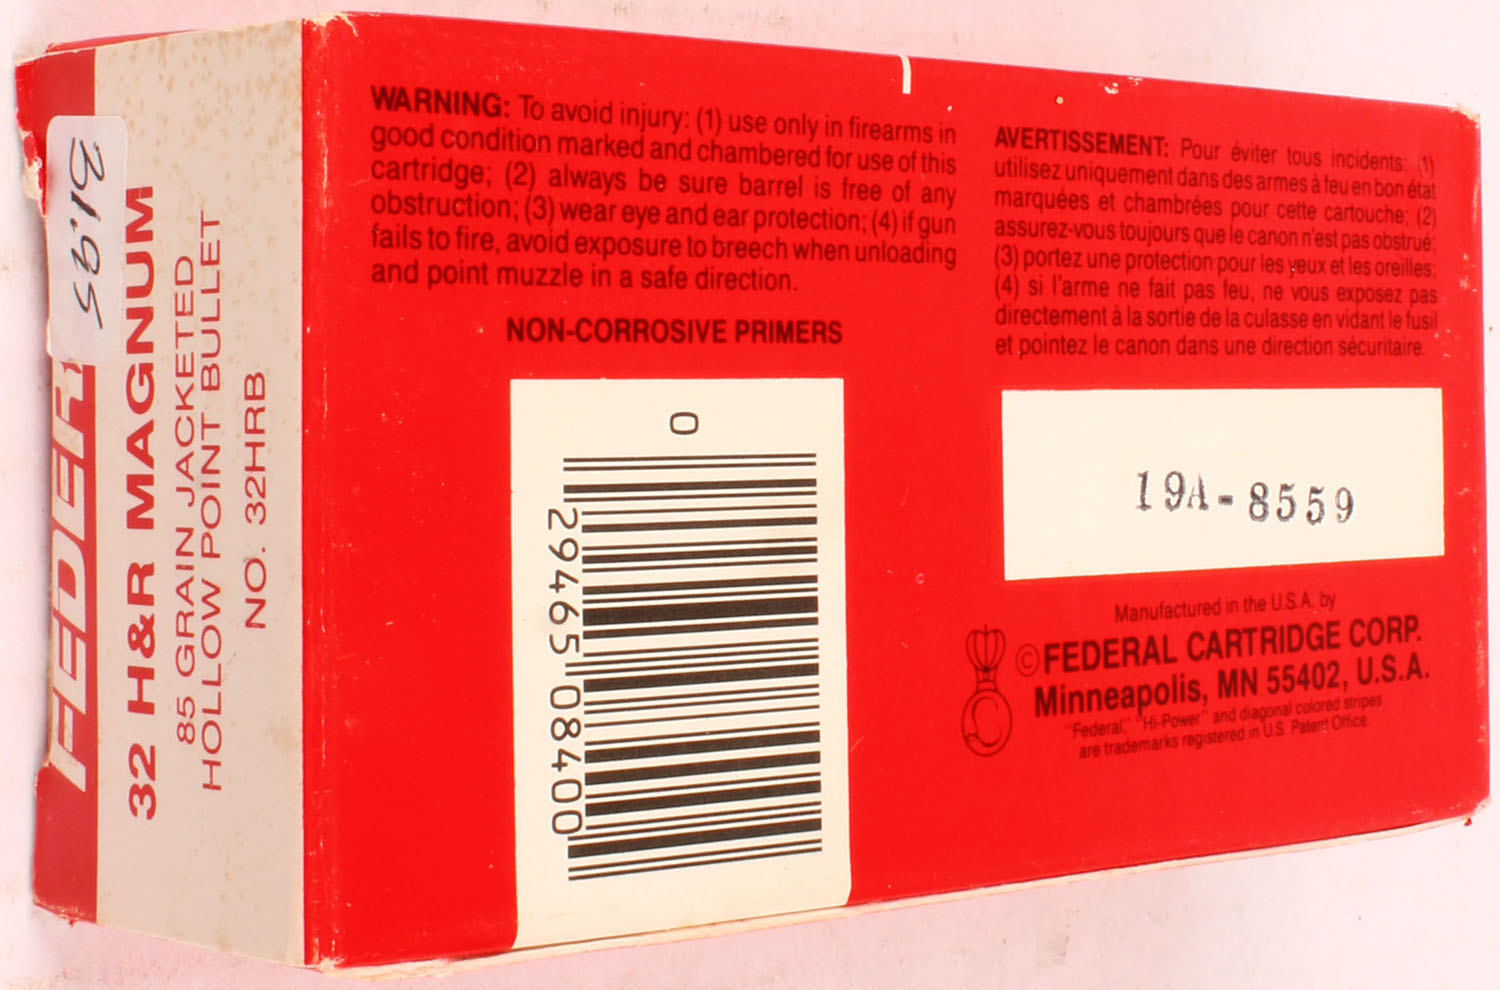 31.95
FEDER
32 H&R MAGNUM
85 GRAIN JACKETED
HOLLOW POINT BULLET
NO. 32HRB
WARNING: To avoid injury: (1) use only in firearms in
good condition marked and chambered for use of this
cartridge; (2) always be sure barrel is free of any
obstruction; (3) wear eye and ear protection; (4) if gun
fails to fire, avoid exposure to breech when unloading
and point muzzle in a safe direction.
NON-CORROSIVE PRIMERS
0
29465 08400
AVERTISSEMENT: Pour éviter tous incidents: (1)
utilisez uniquement dans des armes à feu en bon état
marquées et chambrées pour cette cartouche; (2)
assurez-vous toujours que le canon n'est pas obstrué;
(3) portez une protection pour les yeux et les oreilles;
(4) si l'arme ne fait pas feu, ne vous exposez pas
directement à la sortie de la culasse en vidant le fusil
et pointez le canon dans une direction sécuritaire.
19A-8559
Manufactured in the U.S.A. by
© FEDERAL CARTRIDGE CORP.
Minneapolis, MN 55402, U.S.A.
"Federal," "Hi-Power" and diagonal colored stripes
are trademarks registered in U.S. Patent Office.